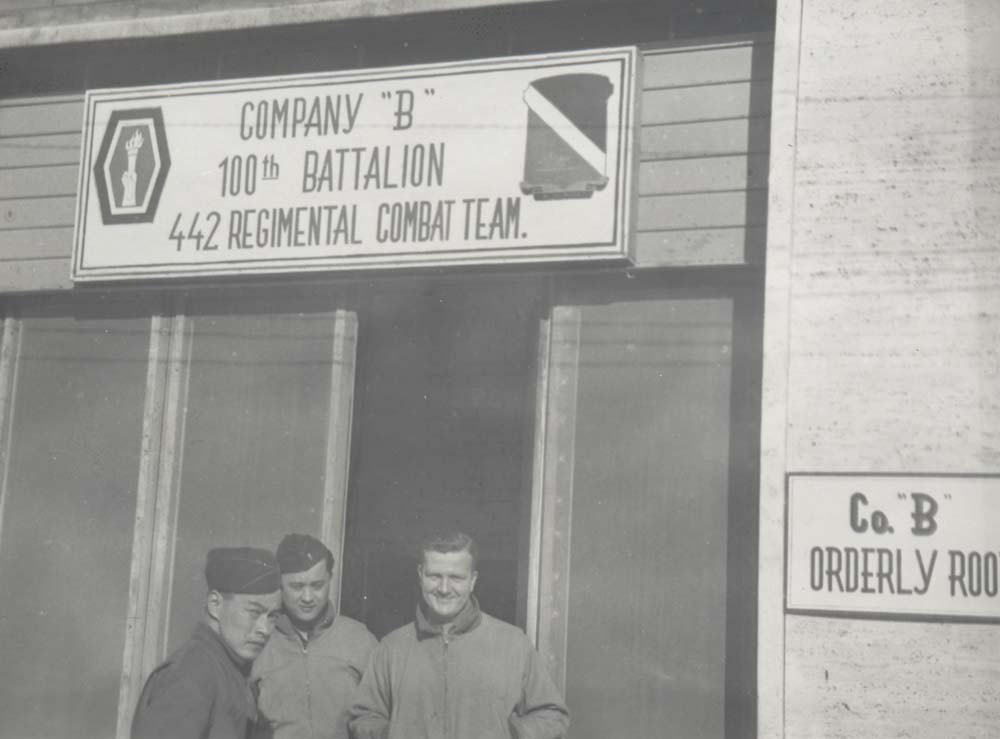 COMPANY "B"
100th BATTALION
442 REGIMENTAL COMBAT TEAM.
Co. "B"
ORDERLY ROO